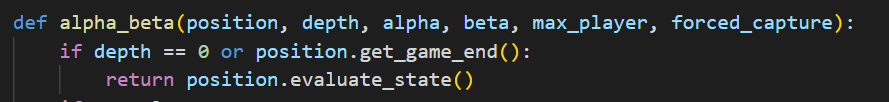 def alpha_beta(position, depth, alpha, beta, max_player, forced_capture):
    if depth == 0 or position.get_game_end():
        return position.evaluate_state()